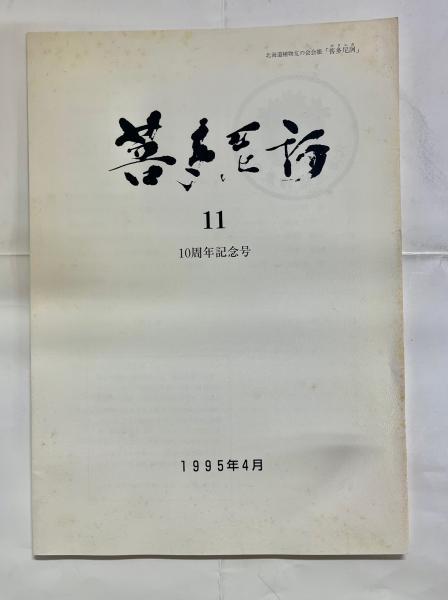 北海道植物友の会会報「菩多尼訶」
菩多尼訶
11
10周年記念号
1995年4月